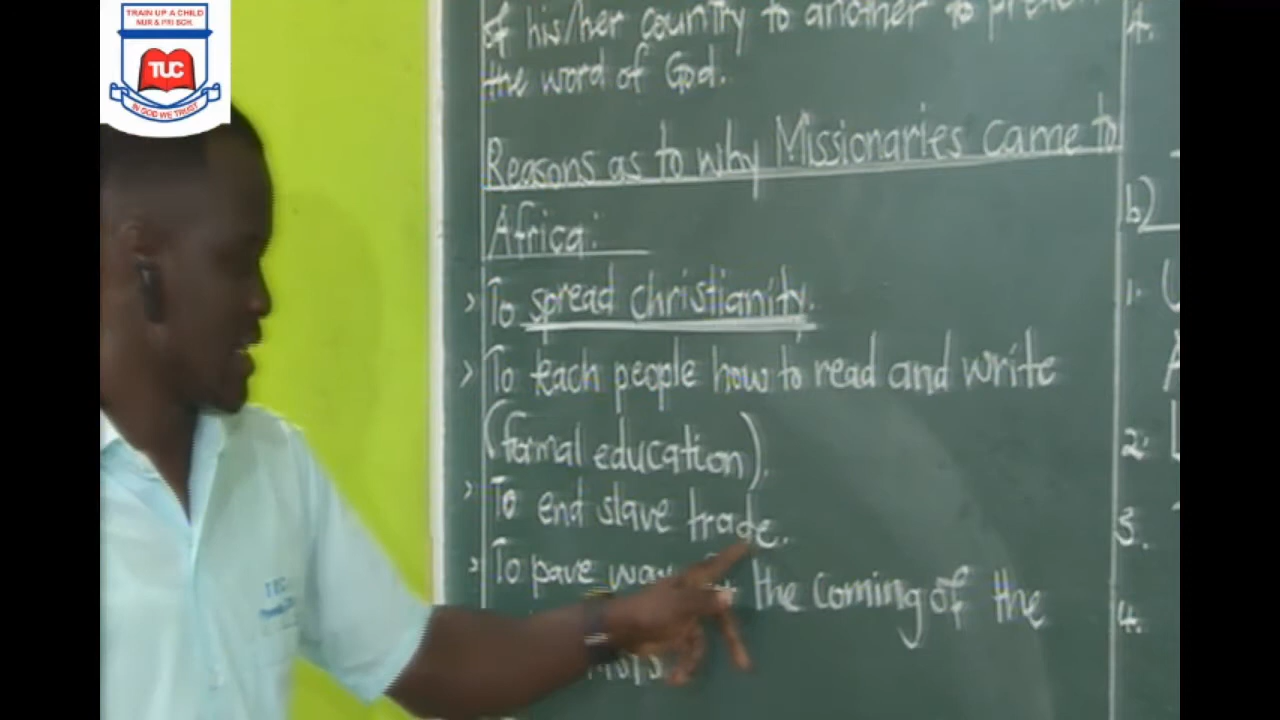 TRAIN UP A CHILD
NUR & PRI SCH.
TUC
IN GOD WE TRUST
of his/her country to another to preach
the word of God.
Reasons as to why Missionaries came to
Africa:
> To spread christianity.
> To teach people how to read and write
(formal education).
> To end slave trade.
> To pave way the coming of the
4.
b)
1.
2.
3.
4.